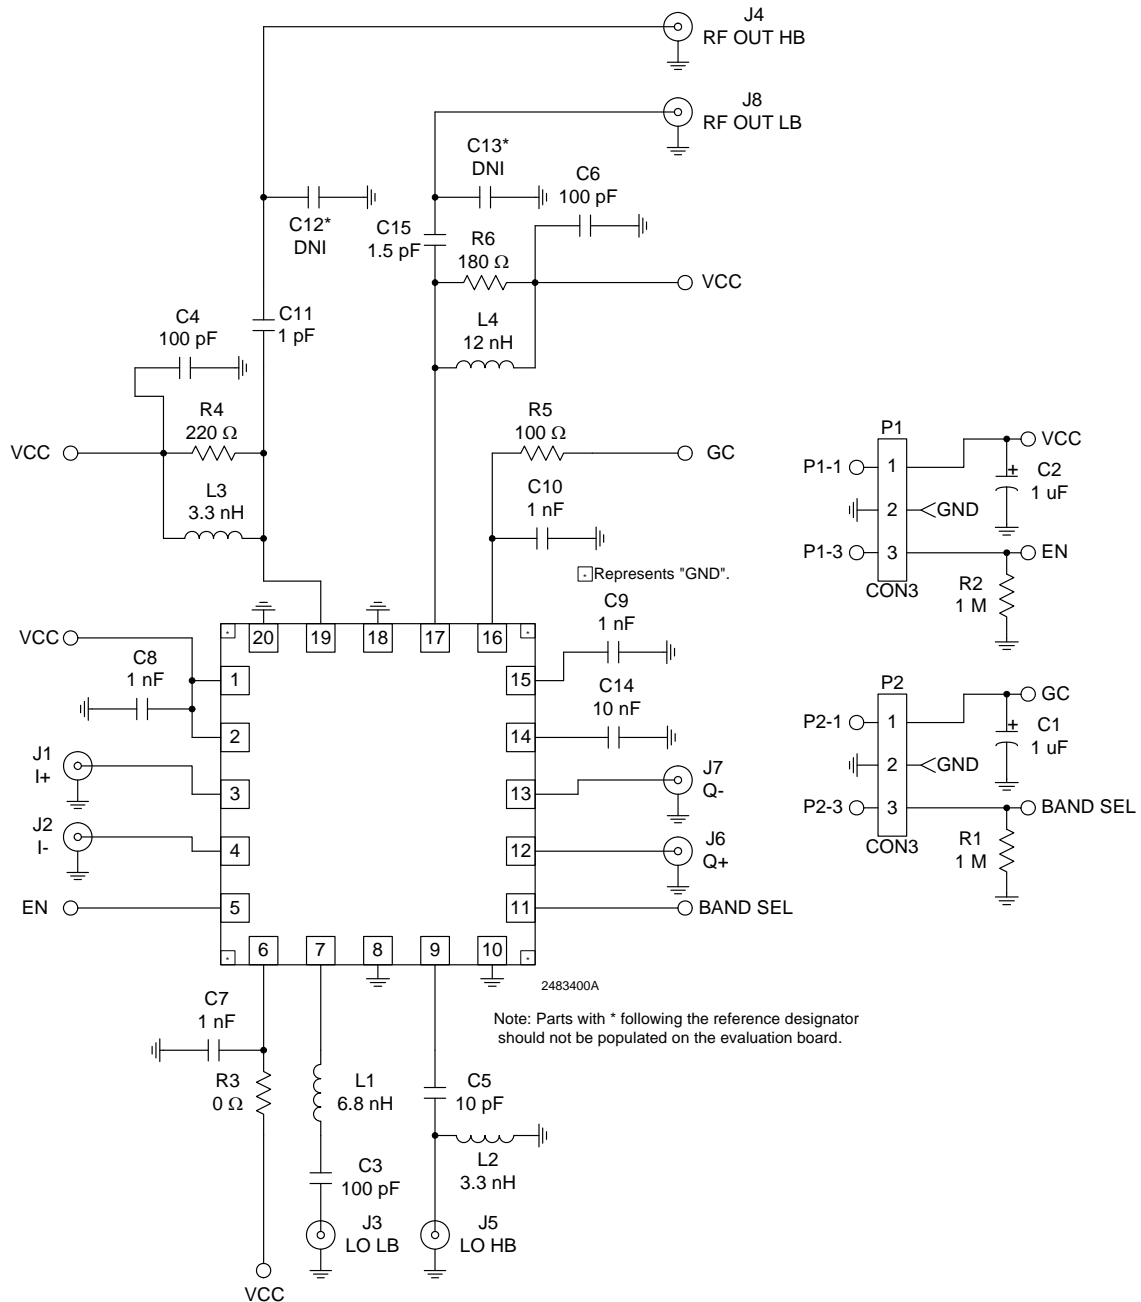 J4
RF OUT HB
J8
RF OUT LB
C13*
DNI
C6
100 pF
C12*
DNI
C15
1.5 pF
R6
180 Ω
VCC
C4
100 pF
C11
1 pF
L4
12 nH
R4
220 Ω
VCC
R5
100 Ω
GC
L3
3.3 nH
C10
1 nF
Represents "GND".
P1
P1-1
1
VCC
C2
+
1 uF
2
GND
P1-3
3
EN
CON3
R2
1 M
VCC
C8
1 nF
C9
1 nF
C14
10 nF
20
19
18
17
16
1
2
3
4
5
15
14
13
12
11
6
7
8
9
10
J1
I+
J2
I-
EN
J7
Q-
J6
Q+
BAND SEL
P2
P2-1
1
GC
C1
+
1 uF
2
GND
P2-3
3
BAND SEL
CON3
R1
1 M
2483400A
Note: Parts with * following the reference designator
should not be populated on the evaluation board.
C7
1 nF
R3
0 Ω
L1
6.8 nH
C5
10 pF
C3
100 pF
L2
3.3 nH
J3
LO LB
J5
LO HB
VCC